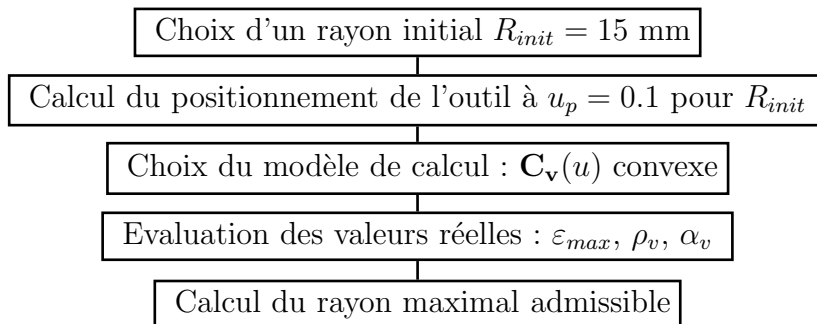 Choix d'un rayon initial $R_{init} = 15$ mm
Calcul du positionnement de l'outil à $u_p = 0.1$ pour $R_{init}$
Choix du modèle de calcul : $\mathbf{C_v}(u)$ convexe
Evaluation des valeurs réelles : $\varepsilon_{max}$, $\rho_v$, $\alpha_v$
Calcul du rayon maximal admissible